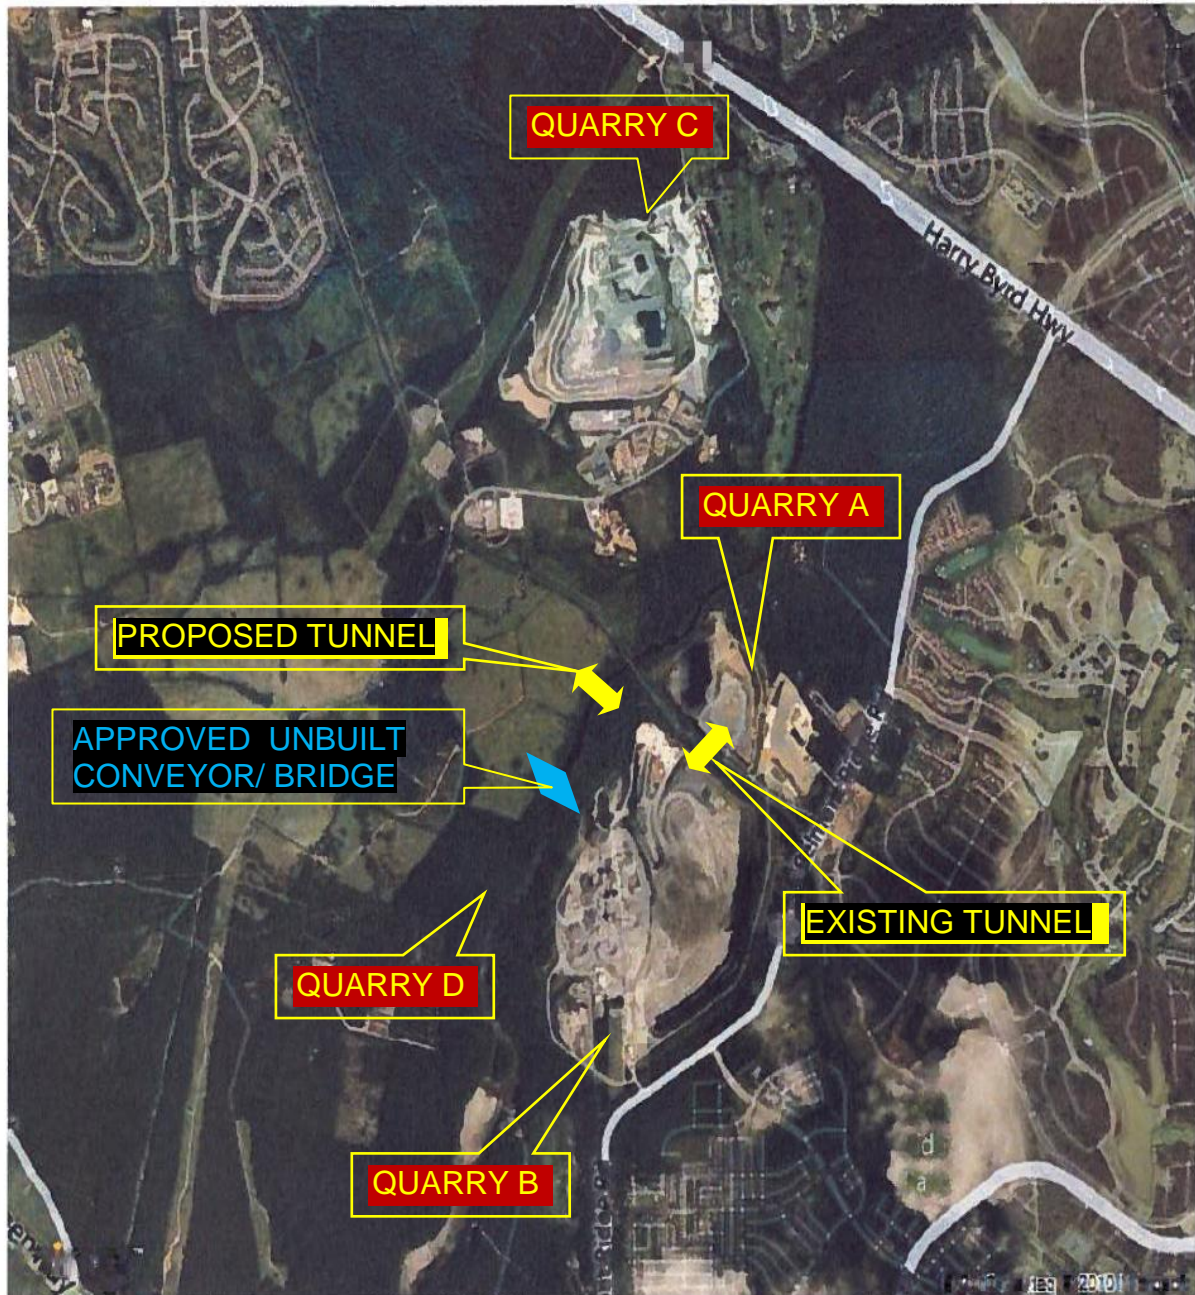 QUARRY C
Harry Byrd Hwy
QUARRY A
PROPOSED TUNNEL
APPROVED UNBUILT
CONVEYOR/ BRIDGE
EXISTING TUNNEL
QUARRY D
QUARRY B
d
a
2010